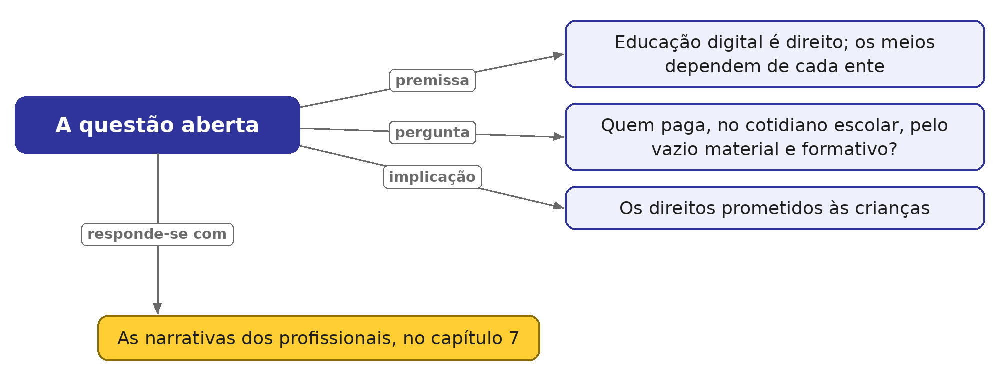 A questão aberta
premissa
Educação digital é direito; os meios
dependem de cada ente
pergunta
Quem paga, no cotidiano escolar, pelo
vazio material e formativo?
implicação
Os direitos prometidos às crianças
responde-se com
As narrativas dos profissionais, no capítulo 7